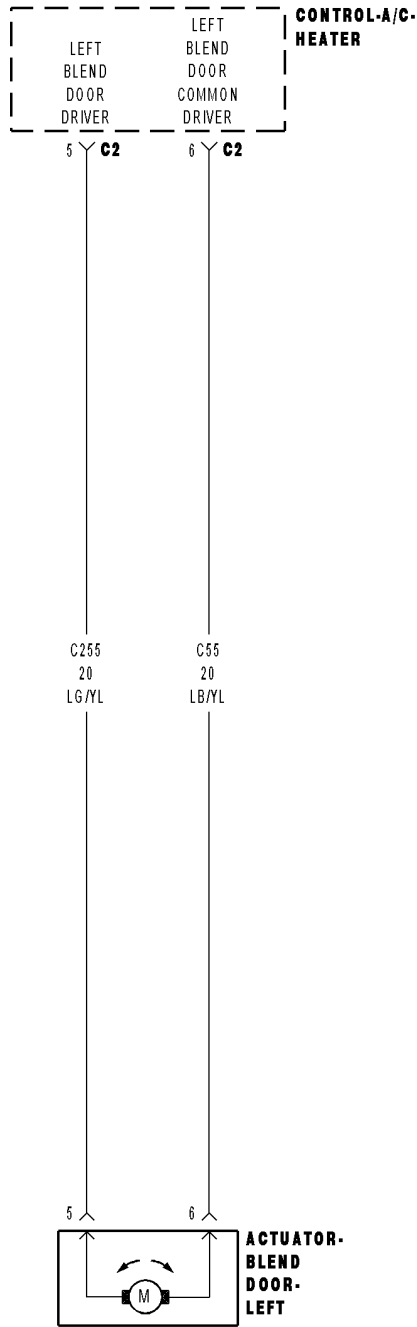 CONTROL-A/C-
HEATER
LEFT
BLEND
DOOR
DRIVER
LEFT
BLEND
DOOR
COMMON
DRIVER
5 C2
6 C2
C255
20
LG/YL
C55
20
LB/YL
5
6
ACTUATOR-
BLEND
DOOR-
LEFT
M